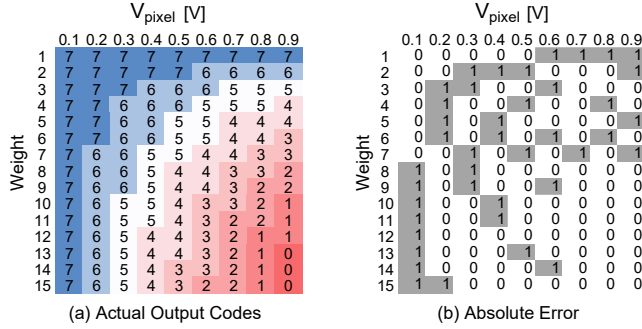 V_pixel [V]
0.1 0.2 0.3 0.4 0.5 0.6 0.7 0.8 0.9
Weight
1 7 7 7 7 7 7 7 7 7
2 7 7 7 7 7 6 6 6 6
3 7 7 7 6 6 6 5 5 5
4 7 7 6 6 6 5 5 5 4
5 7 7 6 6 5 5 4 4 4
6 7 7 6 6 5 5 4 4 3
7 7 6 6 5 5 4 4 3 3
8 7 6 6 5 4 4 3 3 2
9 7 6 6 5 4 4 3 2 2
10 7 6 5 5 4 3 3 2 1
11 7 6 5 5 4 3 2 2 1
12 7 6 5 4 4 3 2 1 1
13 7 6 5 4 4 3 2 1 0
14 7 6 5 4 3 3 2 1 0
15 7 6 5 4 3 2 2 1 0
(a) Actual Output Codes
V_pixel [V]
0.1 0.2 0.3 0.4 0.5 0.6 0.7 0.8 0.9
Weight
1 0 0 0 0 0 1 1 1 1
2 0 0 1 1 1 0 0 0 1
3 0 1 1 0 0 1 0 0 0
4 0 1 0 0 1 0 0 1 0
5 0 1 0 1 0 0 0 0 1
6 0 1 0 1 0 1 0 1 0
7 0 0 1 0 1 0 1 0 1
8 1 0 1 0 0 0 0 0 0
9 1 0 1 0 0 1 0 0 0
10 1 0 0 1 0 0 0 0 0
11 1 0 0 1 0 0 0 0 0
12 1 0 0 0 0 0 0 0 0
13 1 0 0 0 1 0 0 0 0
14 1 0 0 0 0 1 0 0 0
15 1 1 0 0 0 0 0 0 0
(b) Absolute Error